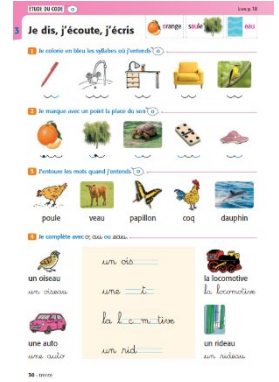 ÉTUDE DU CODE o
Livre p. 38
3 Je dis, j'écoute, j'écris
orange saule eau
1 Je colorie en bleu les syllabes où j'entends o
2 Je marque avec un point la place du son o
3 J'entoure les mots quand j'entends o
poule veau papillon coq dauphin
4 Je complète avec o, au ou eau.
un oiseau
un oiseau
une auto
une auto
un ois
une t
la l c m tive
un rid
la locomotive
la locomotive
un rideau
un rideau